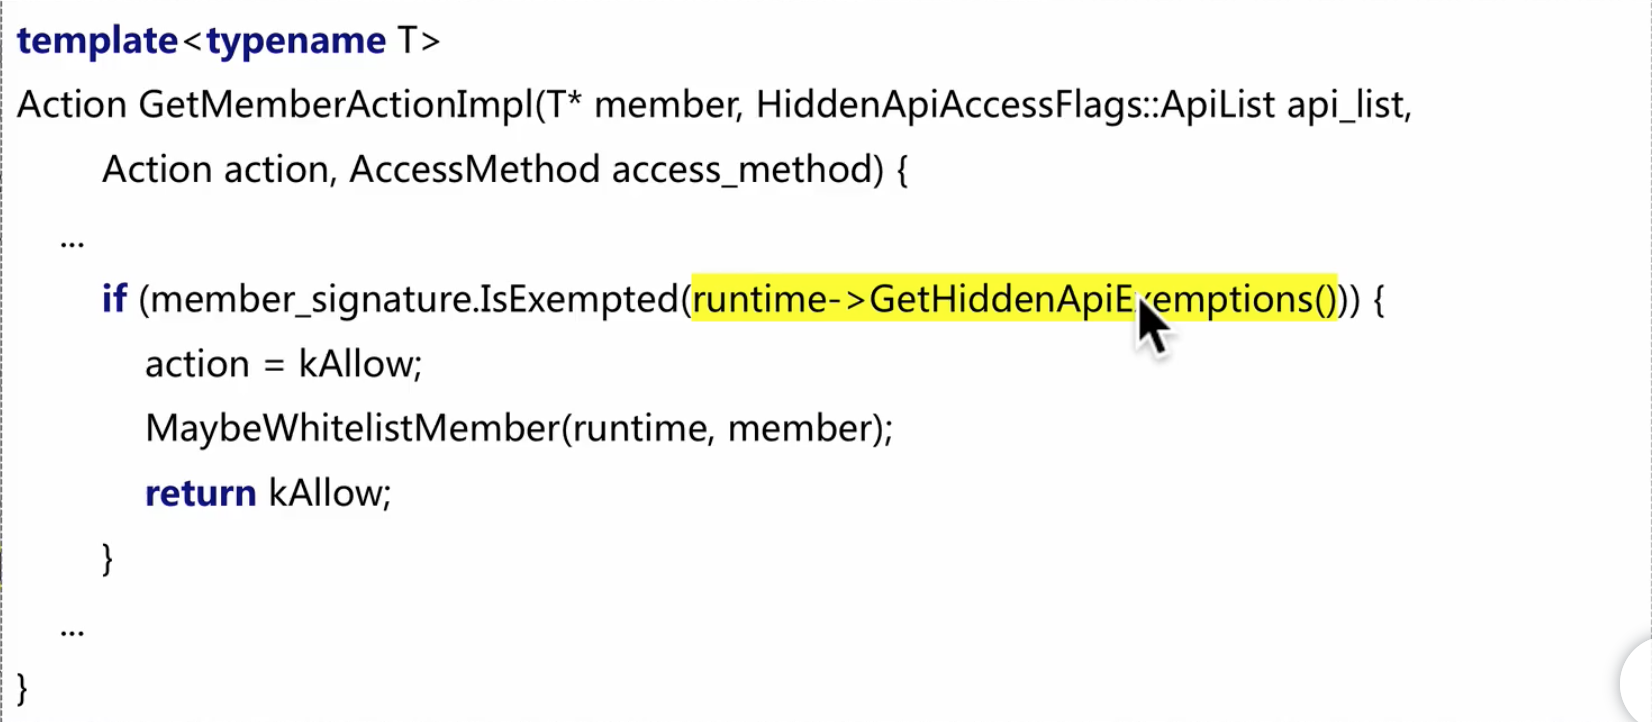 template<typename T>
Action GetMemberActionImpl(T* member, HiddenApiAccessFlags::ApiList api_list,
Action action, AccessMethod access_method) {
...
if (member_signature.IsExempted(runtime->GetHiddenApiExemptions())) {
action = kAllow;
MaybeWhitelistMember(runtime, member);
return kAllow;
}
...
}